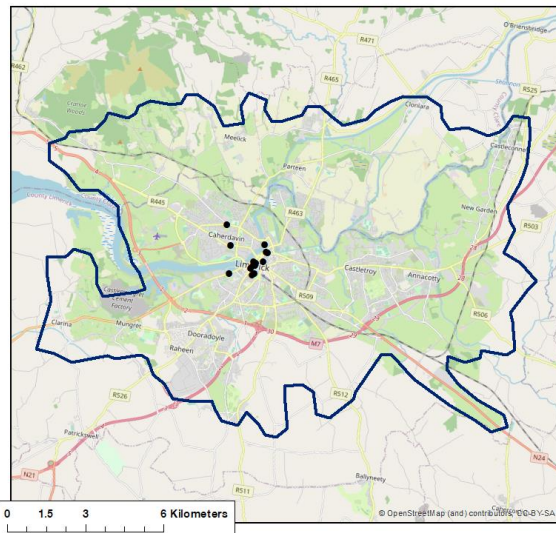 O'Briensbridge
R471
R462
R465
R525
Clonlara
Cratloe
Woods
Meelick
Castleconnell
Parteen
R445
R463
New Garden
R503
Caherdavin
Limerick
Castletroy
Annacotty
Cement
Factory
R509
R506
Clarina
Mungret
Dooradoyle
M7
Raheen
R526
R512
Patrickswell
N24
N21
Ballyneety
R511
© OpenStreetMap (and) contributors, CC-BY-SA
0 1.5 3 6 Kilometers